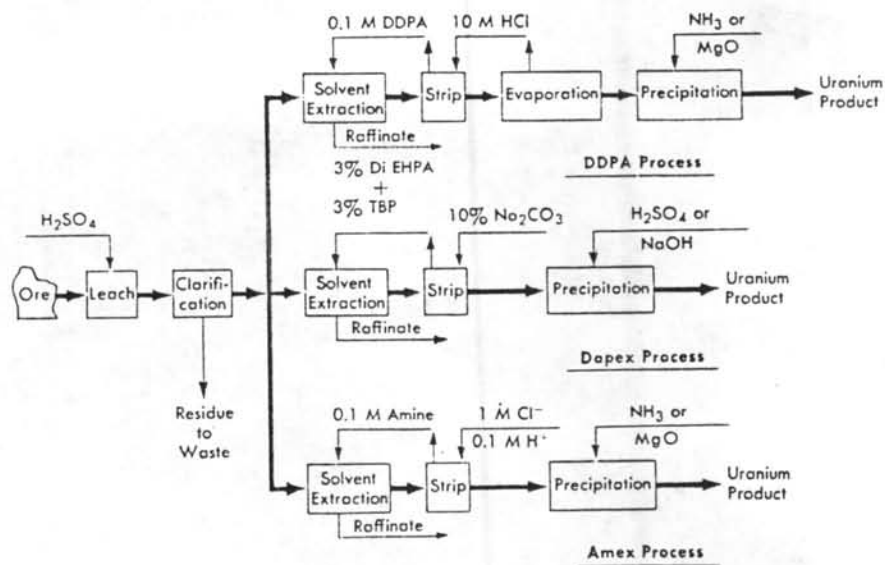 0.1 M DDPA
10 M HCl
NH3 or
MgO
Solvent
Extraction
Strip
Evaporation
Precipitation
Uranium
Product
Raffinate
DDPA Process
3% Di EHPA
+
3% TBP
10% No2CO3
H2SO4 or
NaOH
H2SO4
Ore
Leach
Clarifi-
cation
Solvent
Extraction
Strip
Precipitation
Uranium
Product
Raffinate
Dapex Process
Residue
to
Waste
0.1 M Amine
1 M Cl⁻
0.1 M H⁺
NH3 or
MgO
Solvent
Extraction
Strip
Precipitation
Uranium
Product
Raffinate
Amex Process